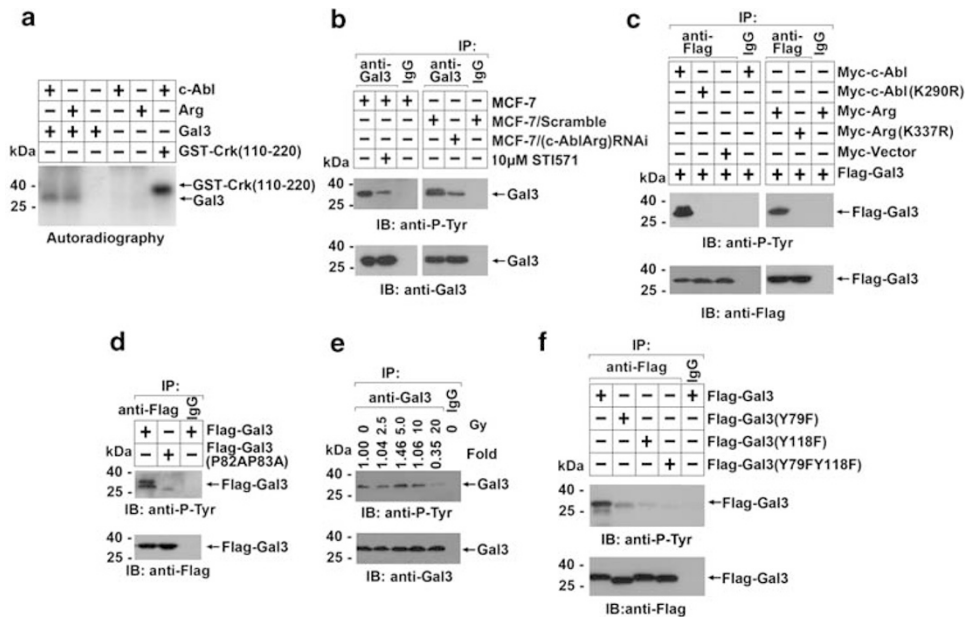 a
+ − − + − + c-Abl
− + − − + − Arg
+ + + − − − Gal3
− − − − − + GST-Crk(110-220)
kDa
40 -
25 -
GST-Crk(110-220)
Gal3
Autoradiography
b
IP:
anti-Gal3 IgG anti-Gal3 IgG
+ + + − − − MCF-7
− − − + − + MCF-7/Scramble
− − − − + − MCF-7/(c-AblArg)RNAi
− + − − − − 10µM STI571
kDa
40 -
25 -
Gal3
IB: anti-P-Tyr
40 -
25 -
Gal3
IB: anti-Gal3
c
IP:
anti-Flag IgG anti-Flag IgG
+ − − + − − − Myc-c-Abl
− + − − − − − Myc-c-Abl(K290R)
− − − − + − + Myc-Arg
− − − − − + − Myc-Arg(K337R)
− − + − − − − Myc-Vector
+ + + + + + + Flag-Gal3
kDa
40 -
25 -
Flag-Gal3
IB: anti-P-Tyr
40 -
25 -
Flag-Gal3
IB: anti-Flag
d
IP:
anti-Flag IgG
+ − + Flag-Gal3
− + − Flag-Gal3(P82AP83A)
kDa
40 -
25 -
Flag-Gal3
IB: anti-P-Tyr
40 -
25 -
Flag-Gal3
IB: anti-Flag
e
IP:
anti-Gal3 IgG
0 2.5 5.0 10 20 0 Gy
1.00 1.04 1.46 1.06 0.35 Fold
kDa
40 -
25 -
Gal3
IB: anti-P-Tyr
40 -
25 -
Gal3
IB: anti-Gal3
f
IP:
anti-Flag IgG
+ − − − + Flag-Gal3
− + − − − Flag-Gal3(Y79F)
− − + − − Flag-Gal3(Y118F)
− − − + − Flag-Gal3(Y79FY118F)
kDa
40 -
25 -
Flag-Gal3
IB: anti-P-Tyr
40 -
25 -
Flag-Gal3
IB:anti-Flag